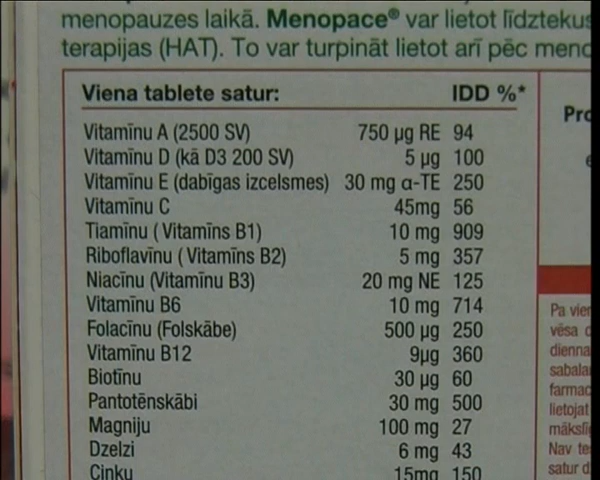 menopauzes laikā. Menopace® var lietot līdztekus
terapijas (HAT). To var turpināt lietot arī pēc meno
Viena tablete satur: IDD %*
Vitamīnu A (2500 SV) 750 µg RE 94
Vitamīnu D (kā D3 200 SV) 5 µg 100
Vitamīnu E (dabīgas izcelsmes) 30 mg α-TE 250
Vitamīnu C 45mg 56
Tiamīnu ( Vitamīns B1) 10 mg 909
Riboflavīnu ( Vitamīns B2) 5 mg 357
Niacīnu (Vitamīnu B3) 20 mg NE 125
Vitamīnu B6 10 mg 714
Folacīnu (Folskābe) 500 µg 250
Vitamīnu B12 9µg 360
Biotīnu 30 µg 60
Pantotēnskābi 30 mg 500
Magniju 100 mg 27
Dzelzi 6 mg 43
Cinku 15mg 150
Pro
Pa vien
vēsa
dienna
sabala
farmac
lietojat
māksli
Nav te
satur d